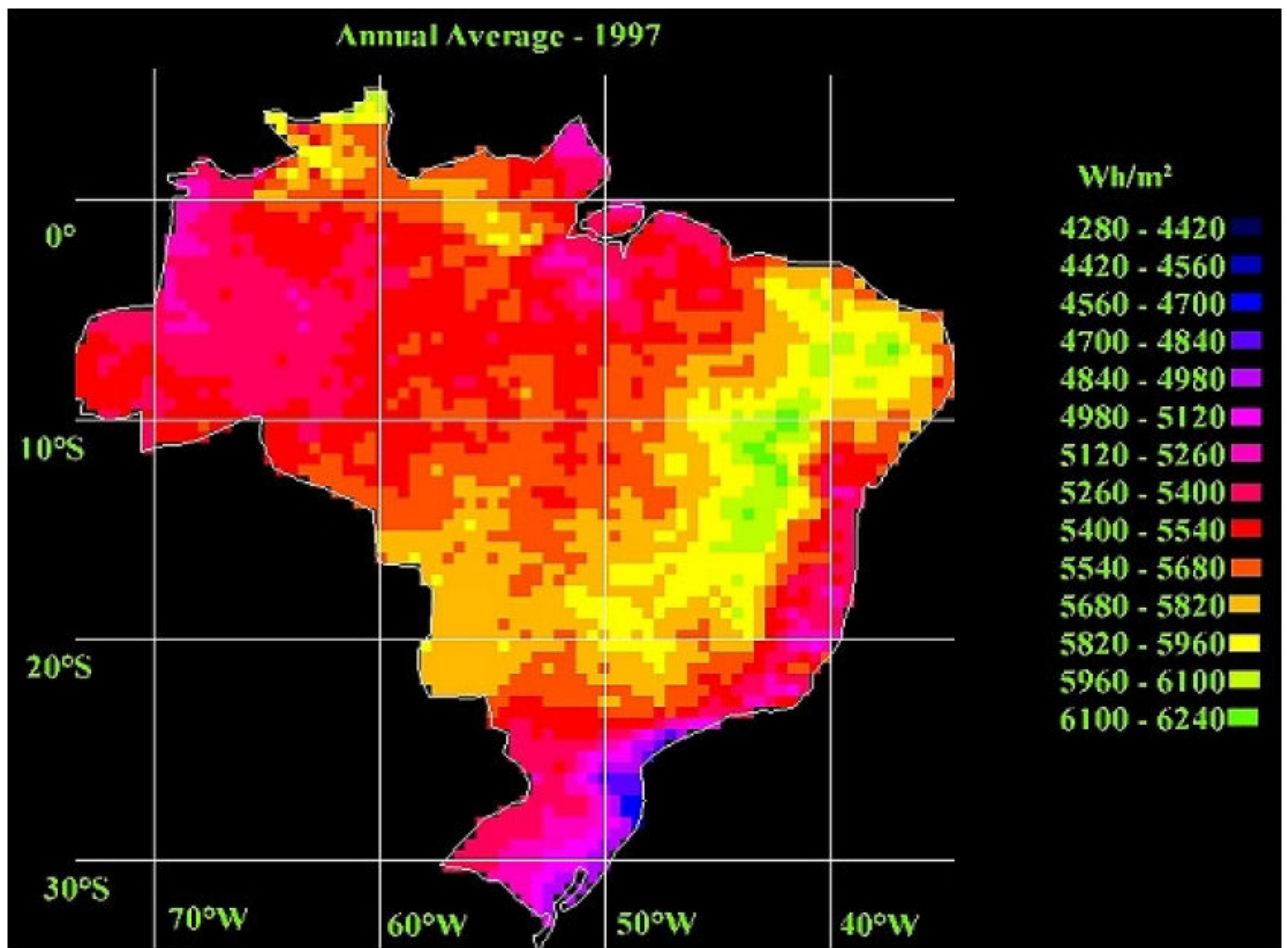 Annual Average - 1997
Wh/m²
4280 - 4420
4420 - 4560
4560 - 4700
4700 - 4840
4840 - 4980
4980 - 5120
5120 - 5260
5260 - 5400
5400 - 5540
5540 - 5680
5680 - 5820
5820 - 5960
5960 - 6100
6100 - 6240
0°
10°S
20°S
30°S
70°W 60°W 50°W 40°W